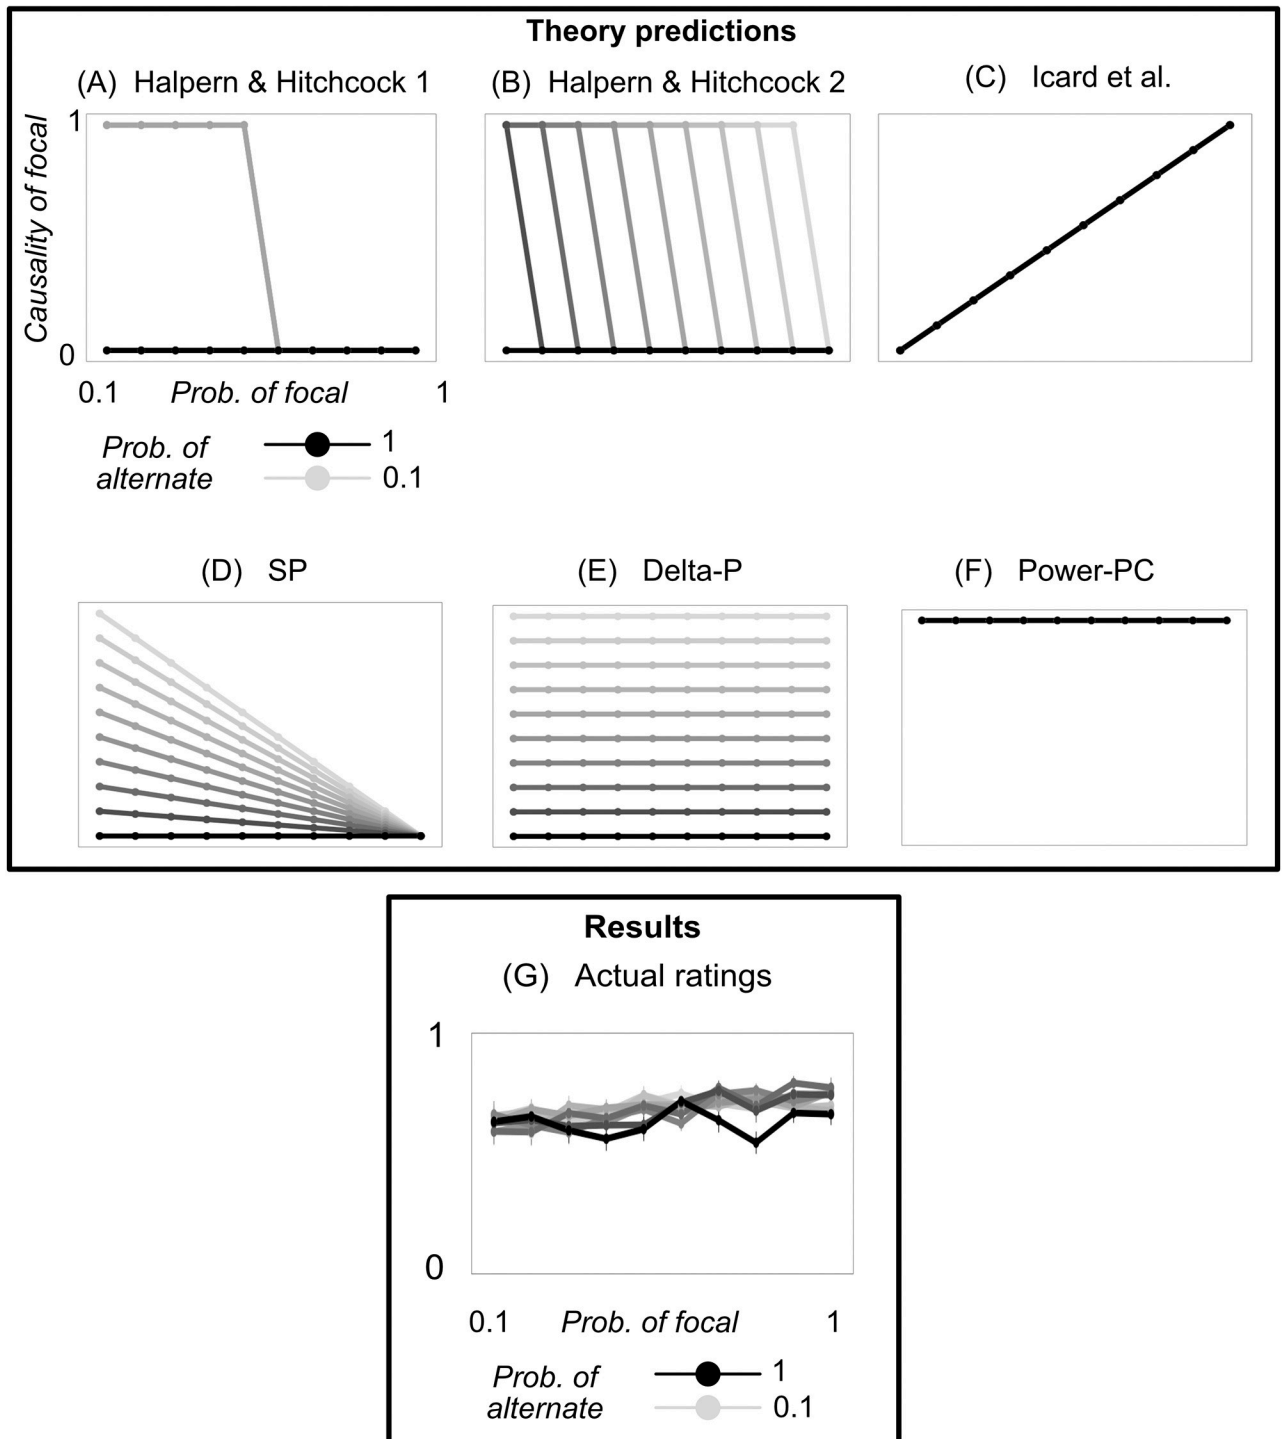 Theory predictions
(A) Halpern & Hitchcock 1
(B) Halpern & Hitchcock 2
(C) Icard et al.
Causality of focal
1
0
0.1 Prob. of focal 1
Prob. of
alternate
1
0.1
(D) SP
(E) Delta-P
(F) Power-PC
Results
(G) Actual ratings
1
0
0.1 Prob. of focal 1
Prob. of
alternate
1
0.1